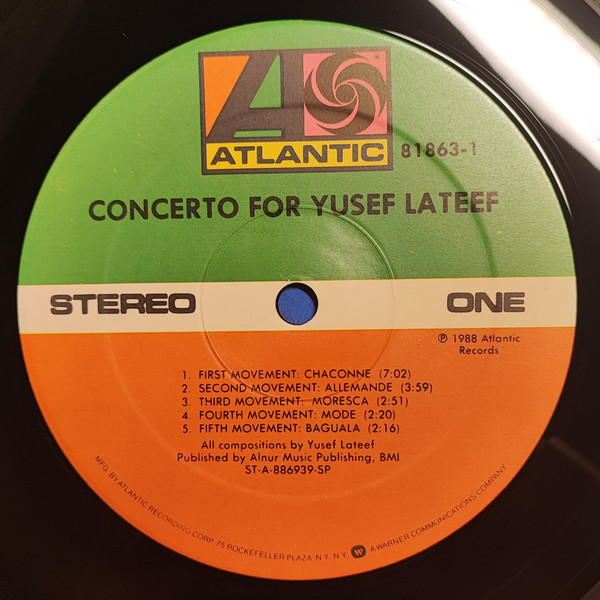 ATLANTIC 81863-1
CONCERTO FOR YUSEF LATEEF
STEREO ONE
℗ 1988 Atlantic
Records
1. FIRST MOVEMENT: CHACONNE (7:02)
2. SECOND MOVEMENT: ALLEMANDE (3:59)
3. THIRD MOVEMENT: MORESCA (2:51)
4. FOURTH MOVEMENT: MODE (2:20)
5. FIFTH MOVEMENT: BAGUALA (2:16)
All compositions by Yusef Lateef
Published by Alnur Music Publishing, BMI
ST-A-886939-SP
MFG. BY ATLANTIC RECORDING CORP. 75 ROCKEFELLER PLAZA. N.Y. N.Y. A WARNER COMMUNICATIONS COMPANY